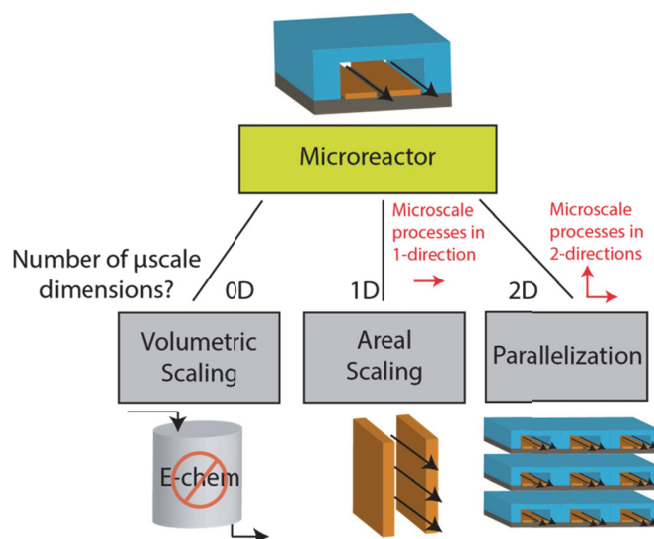 Microreactor
Microscale
processes in
1-direction
Microscale
processes in
2-directions
Number of µscale
dimensions?
0D
1D
2D
Volumetric
Scaling
Areal
Scaling
Parallelization
E-chem